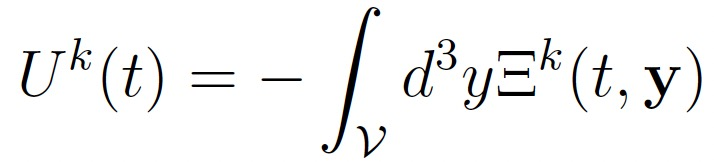 U^k(t) = -\int_{\mathcal{V}} d^3y \Xi^k(t, \mathbf{y})